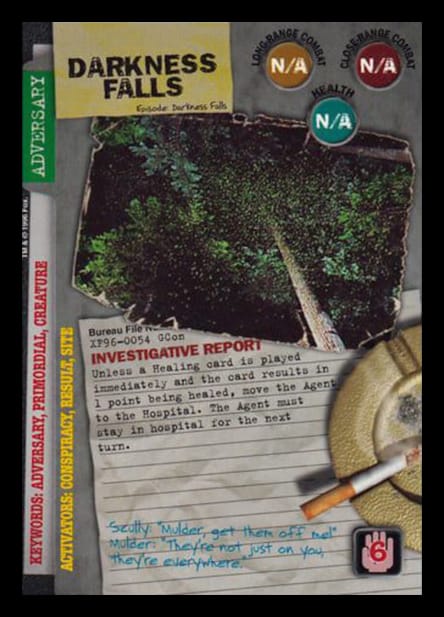 DARKNESS
FALLS
Episode: Darkness Falls
LONG-RANGE COMBAT
N/A
CLOSE-RANGE COMBAT
N/A
HEALTH
N/A
ADVERSARY
TM & © 1996 Fox.
KEYWORDS: ADVERSARY, PRIMORDIAL, CREATURE
ACTIVATORS: CONSPIRACY, RESULT, SITE
Bureau File
XF96-0054 GCon
INVESTIGATIVE REPORT
Unless a Healing card is played
immediately and the card results in
1 point being healed, move the Agent
to the Hospital. The Agent must
stay in hospital for the next
turn.
Scully: "Mulder, get them off me!"
Mulder: "They're not just on you,
they're everywhere."
6